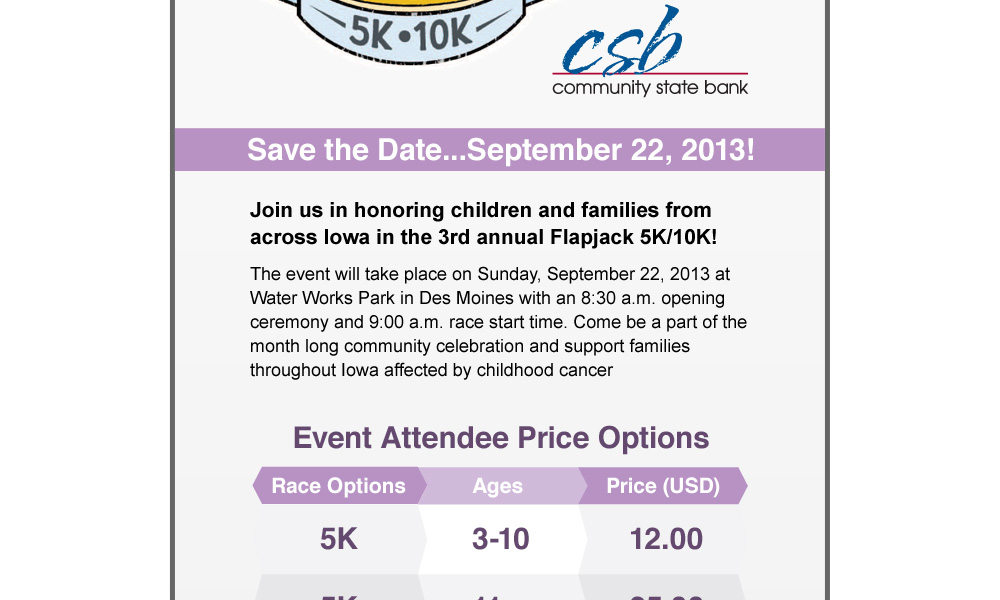 5K•10K
csb
community state bank
Save the Date...September 22, 2013!
Join us in honoring children and families from
across Iowa in the 3rd annual Flapjack 5K/10K!
The event will take place on Sunday, September 22, 2013 at
Water Works Park in Des Moines with an 8:30 a.m. opening
ceremony and 9:00 a.m. race start time. Come be a part of the
month long community celebration and support families
throughout Iowa affected by childhood cancer
Event Attendee Price Options
Race Options Ages Price (USD)
5K 3-10 12.00
5K